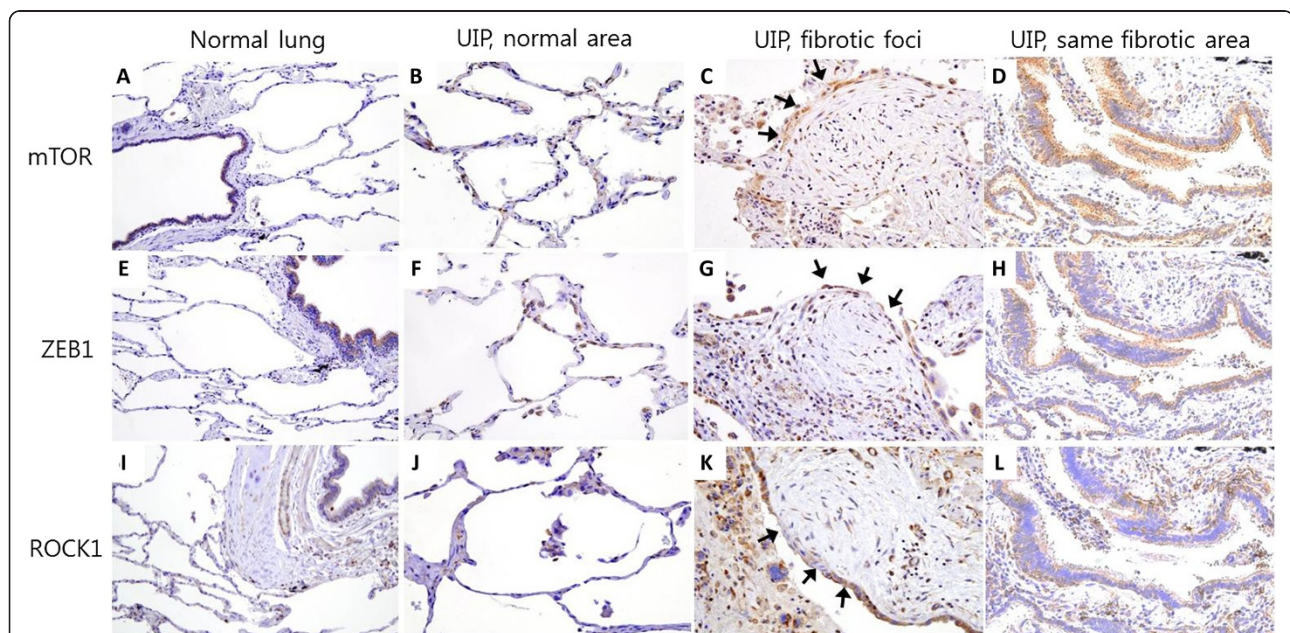 Normal lung UIP, normal area UIP, fibrotic foci UIP, same fibrotic area
A B C D
mTOR
E F G H
ZEB1
I J K L
ROCK1